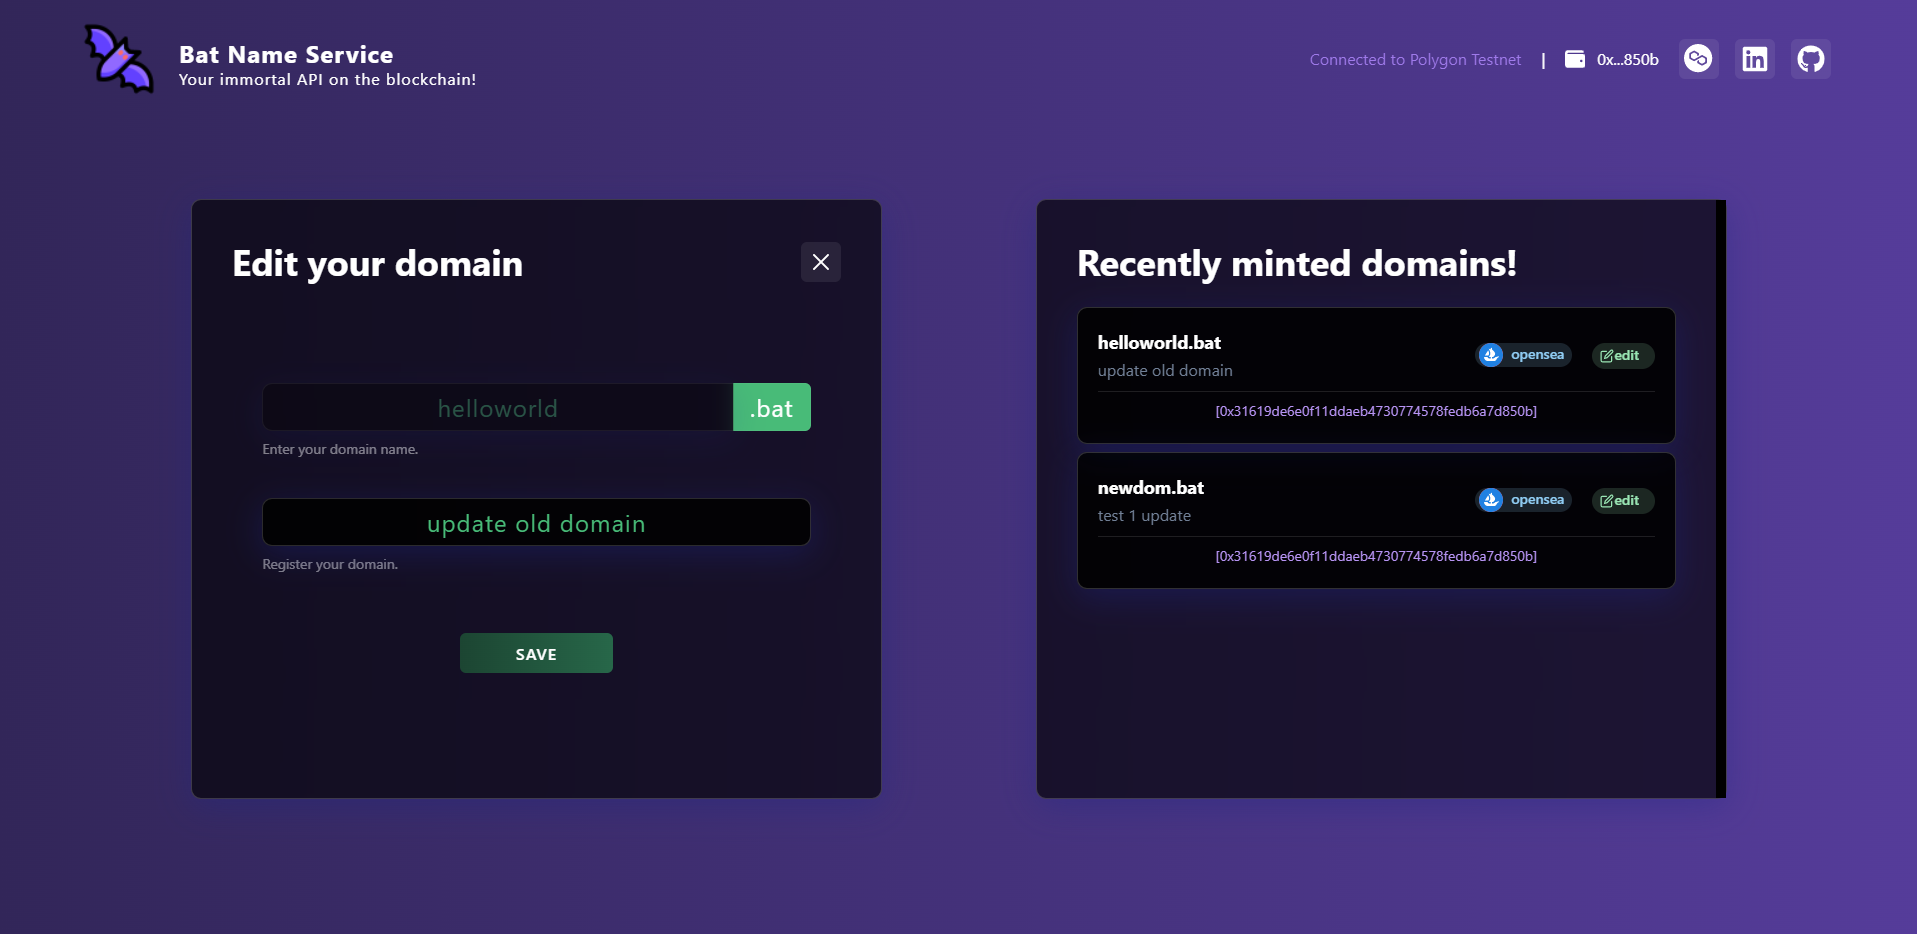 Bat Name Service
Your immortal API on the blockchain!
Connected to Polygon Testnet | 0x...850b
Edit your domain
helloworld .bat
Enter your domain name.
update old domain
Register your domain.
SAVE
Recently minted domains!
helloworld.bat
update old domain
opensea edit
[0x31619de6e0f11ddaeb4730774578fedb6a7d850b]
newdom.bat
test 1 update
opensea edit
[0x31619de6e0f11ddaeb4730774578fedb6a7d850b]